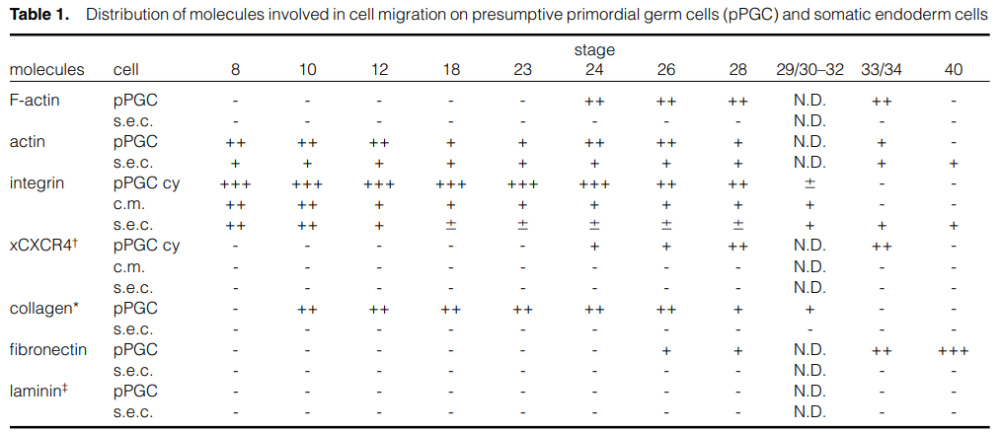 Table 1. Distribution of molecules involved in cell migration on presumptive primordial germ cells (pPGC) and somatic endoderm cells
stage
molecules cell 8 10 12 18 23 24 26 28 29/30–32 33/34 40
F-actin pPGC - - - - - ++ ++ ++ N.D. ++ -
s.e.c. - - - - - - - - N.D. - -
actin pPGC ++ ++ ++ + + ++ ++ + N.D. + -
s.e.c. + + + + + + + + N.D. + +
integrin pPGC cy +++ +++ +++ +++ +++ +++ ++ ++ ± - -
c.m. ++ ++ + + + + + + + - -
s.e.c. ++ ++ + ± ± ± ± ± + + +
xCXCR4† pPGC cy - - - - - + + ++ N.D. ++ -
c.m. - - - - - - - - N.D. - -
s.e.c. - - - - - - - - N.D. - -
collagen* pPGC - ++ ++ ++ ++ ++ ++ + + - -
s.e.c. - - - - - - - - - - -
fibronectin pPGC - - - - - - + + N.D. ++ +++
s.e.c. - - - - - - - - N.D. - -
laminin‡ pPGC - - - - - - - - N.D. - -
s.e.c. - - - - - - - - N.D. - -